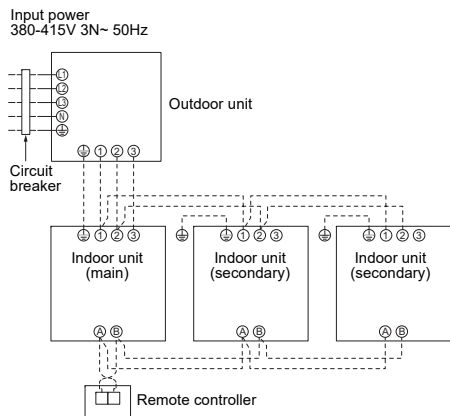 Input power
380-415V 3N~ 50Hz
L1
L2
L3
N
Outdoor unit
1 2 3
Circuit
breaker
1 2 3
1 2 3
1 2 3
Indoor unit
(main)
Indoor unit
(secondary)
Indoor unit
(secondary)
A B
A B
A B
Remote controller